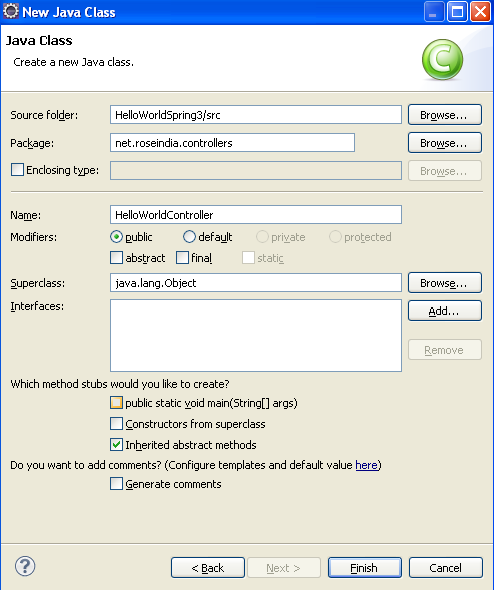 New Java Class
Java Class
Create a new Java class.
C
Source folder: HelloWorldSpring3/src Browse...
Package: net.roseindia.controllers Browse...
Enclosing type: Browse...
Name: HelloWorldController
Modifiers: public default private protected
abstract final static
Superclass: java.lang.Object Browse...
Interfaces: Add...
Remove
Which method stubs would you like to create?
public static void main(String[] args)
Constructors from superclass
Inherited abstract methods
Do you want to add comments? (Configure templates and default value here)
Generate comments
? < Back Next > Finish Cancel